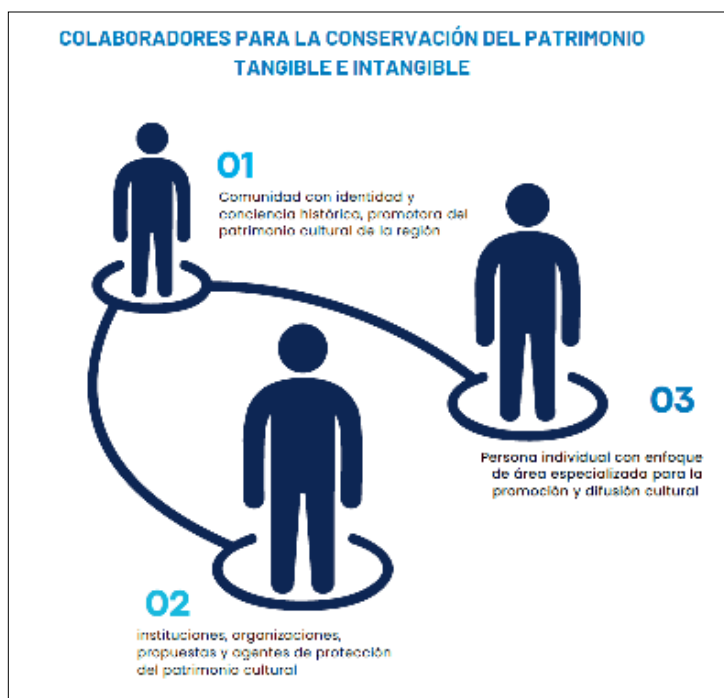 COLABORADORES PARA LA CONSERVACIÓN DEL PATRIMONIO
TANGIBLE E INTANGIBLE
01
Comunidad con identidad y
conciencia histórica, promotora del
patrimonio cultural de la región
03
Persona individual con enfoque
de área especializada para la
promoción y difusión cultural
02
instituciones, organizaciones,
propuestas y agentes de protección
del patrimonio cultural